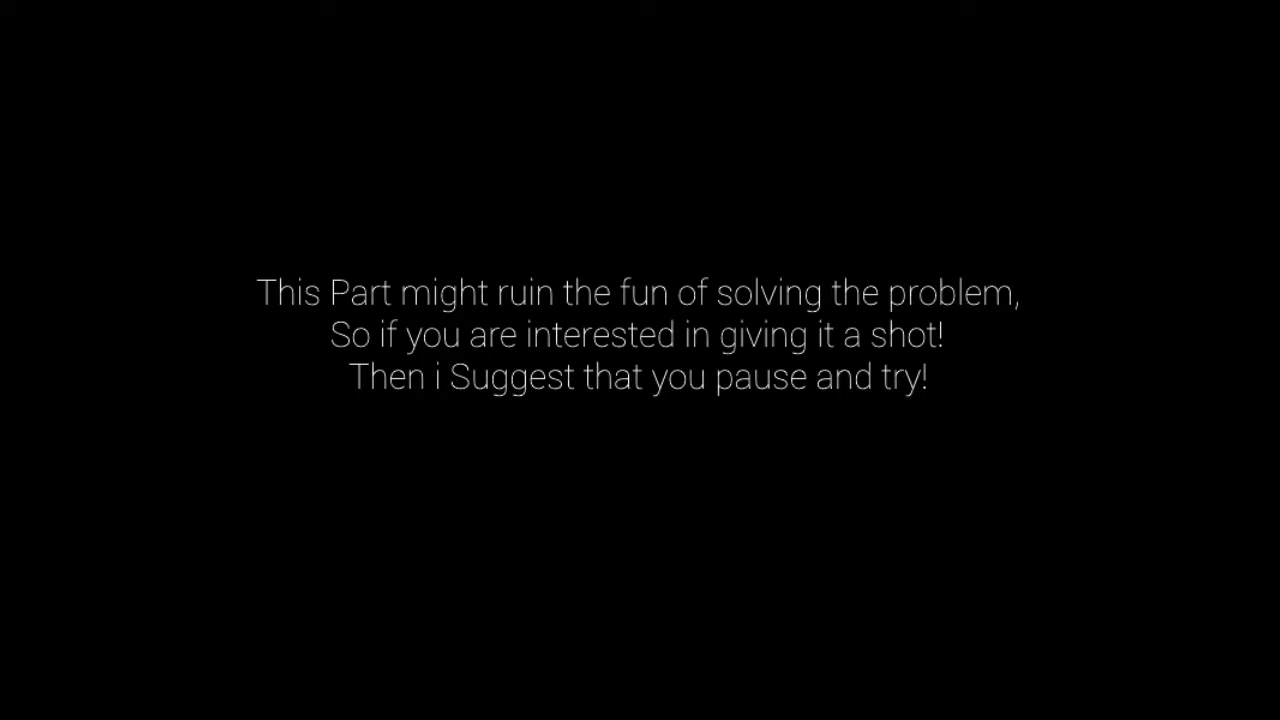 This Part might ruin the fun of solving the problem,
So if you are interested in giving it a shot!
Then i Suggest that you pause and try!